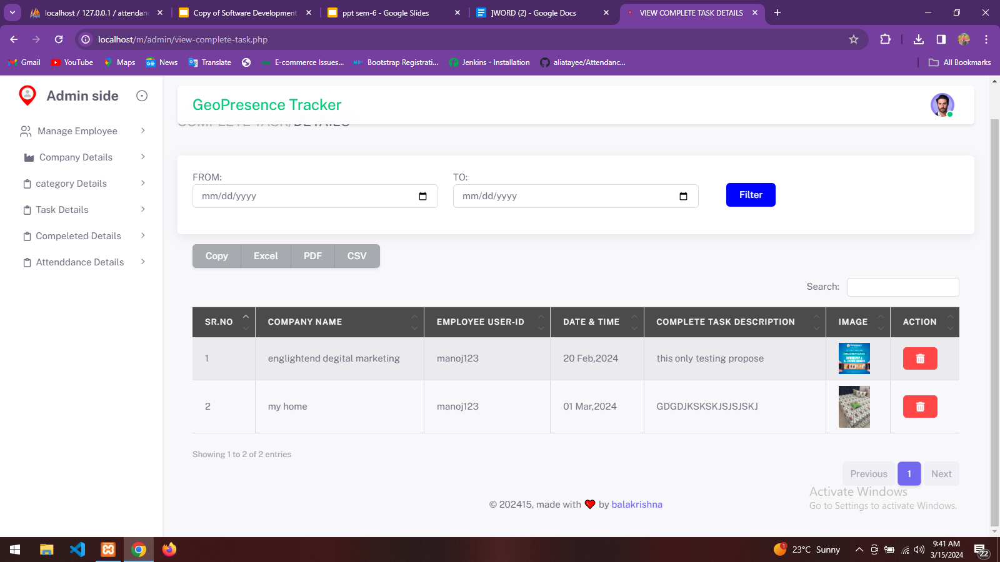 localhost / 127.0.0.1 / attendan
Copy of Software Development
ppt sem-6 - Google Slides
]WORD (2) - Google Docs
VIEW COMPLETE TASK DETAILS
localhost/m/admin/view-complete-task.php
Gmail
YouTube
Maps
News
Translate
E-commerce Issues...
Bootstrap Registrati...
Jenkins - Installation
aliatayee/Attendanc...
All Bookmarks
Admin side
Manage Employee
Company Details
category Details
Task Details
Compeleted Details
Attenddance Details
GeoPresence Tracker
COMPLETE TASK/ DETAILS
FROM:
TO:
mm/dd/yyyy
mm/dd/yyyy
Filter
Copy Excel PDF CSV
Search:
SR.NO COMPANY NAME EMPLOYEE USER-ID DATE & TIME COMPLETE TASK DESCRIPTION IMAGE ACTION
1 englightend degital marketing manoj123 20 Feb,2024 this only testing propose
2 my home manoj123 01 Mar,2024 GDGDJKSKSKJSJSJSKJ
Showing 1 to 2 of 2 entries
Previous 1 Next
© 202415, made with ❤ by balakrishna
Activate Windows
Go to Settings to activate Windows.
1
23°C Sunny
9:41 AM
3/15/2024
22